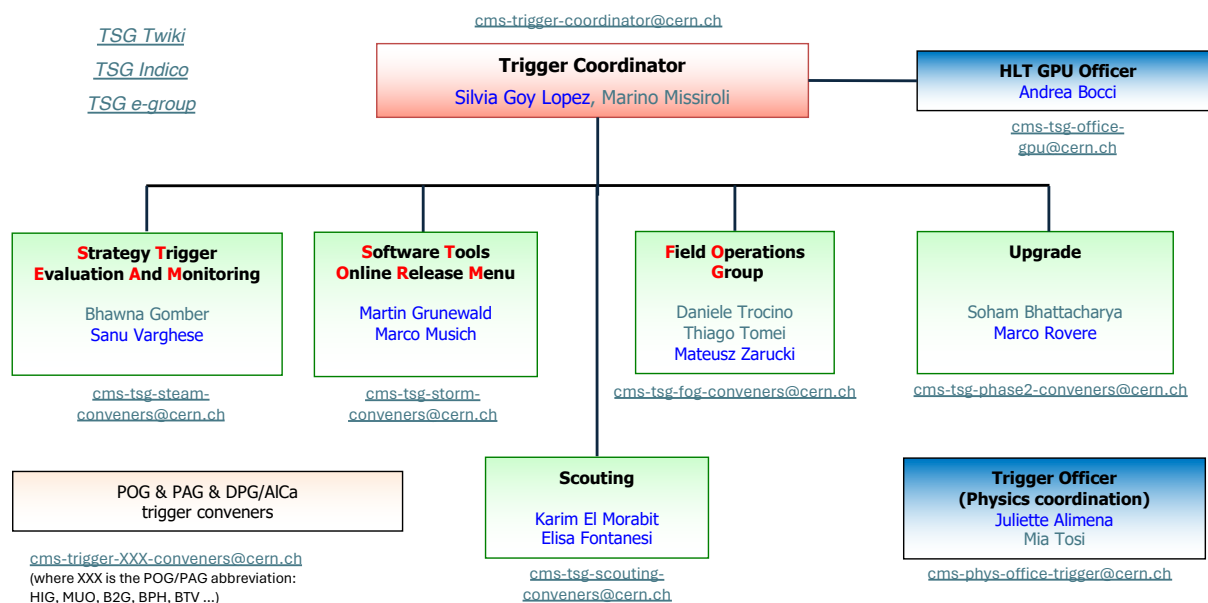 cms-trigger-coordinator@cern.ch
TSG Twiki
TSG Indico
TSG e-group
Trigger Coordinator
Silvia Goy Lopez, Marino Missiroli
HLT GPU Officer
Andrea Bocci
cms-tsg-office-
gpu@cern.ch
Strategy Trigger
Evaluation And Monitoring
Bhawna Gomber
Sanu Varghese
cms-tsg-steam-
conveners@cern.ch
Software Tools
Online Release Menu
Martin Grunewald
Marco Musich
cms-tsg-storm-
conveners@cern.ch
Field Operations
Group
Daniele Trocino
Thiago Tomei
Mateusz Zarucki
cms-tsg-fog-conveners@cern.ch
Upgrade
Soham Bhattacharya
Marco Rovere
cms-tsg-phase2-conveners@cern.ch
POG & PAG & DPG/AlCa
trigger conveners
cms-trigger-XXX-conveners@cern.ch
(where XXX is the POG/PAG abbreviation:
HIG, MUO, B2G, BPH, BTV ...)
Scouting
Karim El Morabit
Elisa Fontanesi
cms-tsg-scouting-
conveners@cern.ch
Trigger Officer
(Physics coordination)
Juliette Alimena
Mia Tosi
cms-phys-office-trigger@cern.ch